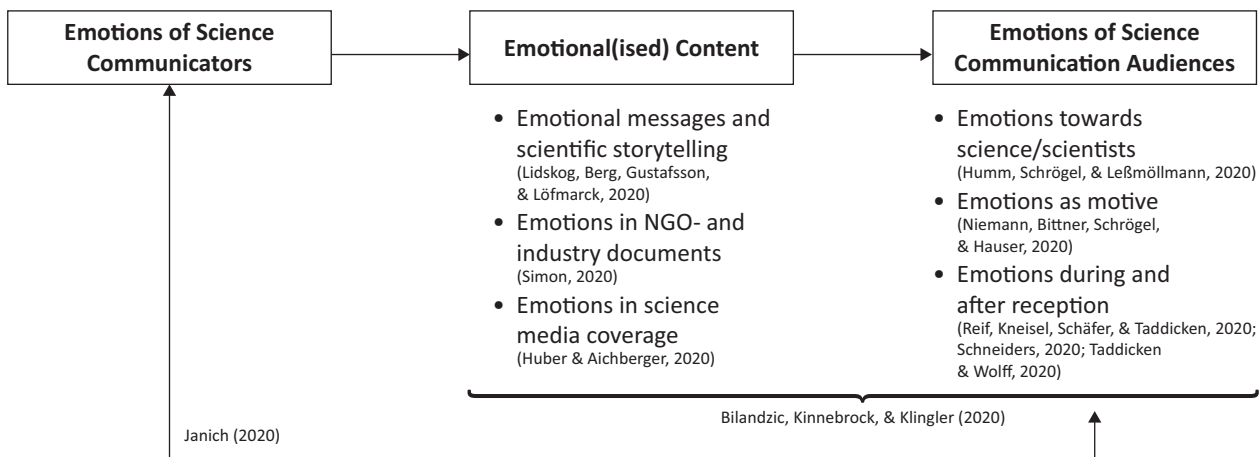 Emotions of Science
Communicators
Emotional(ised) Content
Emotions of Science
Communication Audiences
• Emotional messages and
scientific storytelling
(Lidskog, Berg, Gustafsson,
& Löfmarck, 2020)
• Emotions in NGO- and
industry documents
(Simon, 2020)
• Emotions in science
media coverage
(Huber & Aichberger, 2020)
• Emotions towards
science/scientists
(Humm, Schrögel, & Leßmöllmann, 2020)
• Emotions as motive
(Niemann, Bittner, Schrögel,
& Hauser, 2020)
• Emotions during and
after reception
(Reif, Kneisel, Schäfer, & Taddicken, 2020;
Schneiders, 2020; Taddicken
& Wolff, 2020)
Bilandzic, Kinnebrock, & Klingler (2020)
Janich (2020)